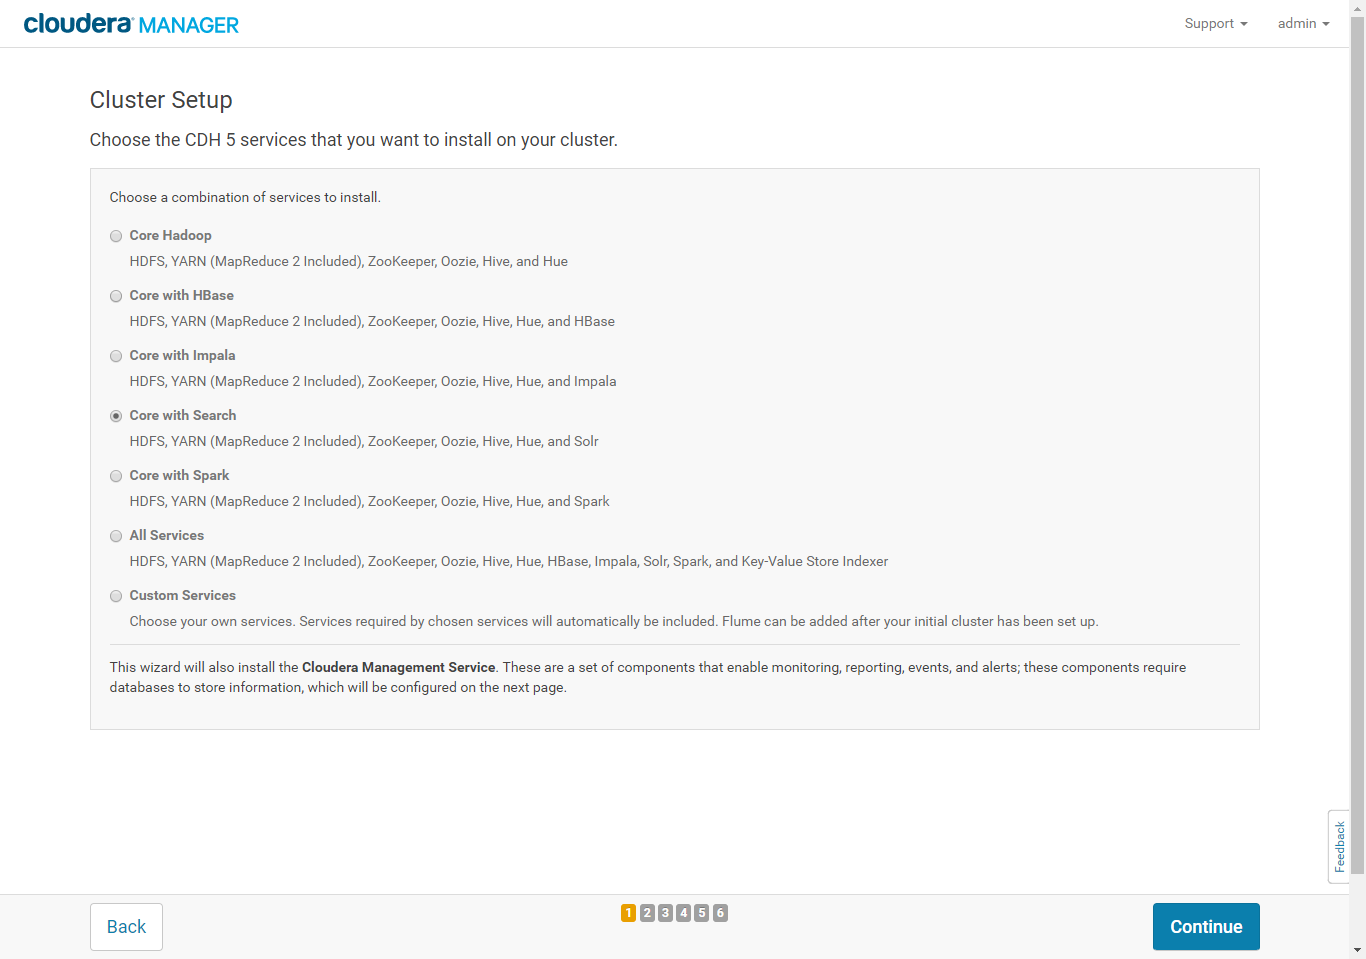 cloudera MANAGER
Support
admin
Cluster Setup
Choose the CDH 5 services that you want to install on your cluster.
Choose a combination of services to install.
Core Hadoop
HDFS, YARN (MapReduce 2 Included), ZooKeeper, Oozie, Hive, and Hue
Core with HBase
HDFS, YARN (MapReduce 2 Included), ZooKeeper, Oozie, Hive, Hue, and HBase
Core with Impala
HDFS, YARN (MapReduce 2 Included), ZooKeeper, Oozie, Hive, Hue, and Impala
Core with Search
HDFS, YARN (MapReduce 2 Included), ZooKeeper, Oozie, Hive, Hue, and Solr
Core with Spark
HDFS, YARN (MapReduce 2 Included), ZooKeeper, Oozie, Hive, Hue, and Spark
All Services
HDFS, YARN (MapReduce 2 Included), ZooKeeper, Oozie, Hive, Hue, HBase, Impala, Solr, Spark, and Key-Value Store Indexer
Custom Services
Choose your own services. Services required by chosen services will automatically be included. Flume can be added after your initial cluster has been set up.
This wizard will also install the Cloudera Management Service. These are a set of components that enable monitoring, reporting, events, and alerts; these components require
databases to store information, which will be configured on the next page.
Feedback
Back
1 2 3 4 5 6
Continue